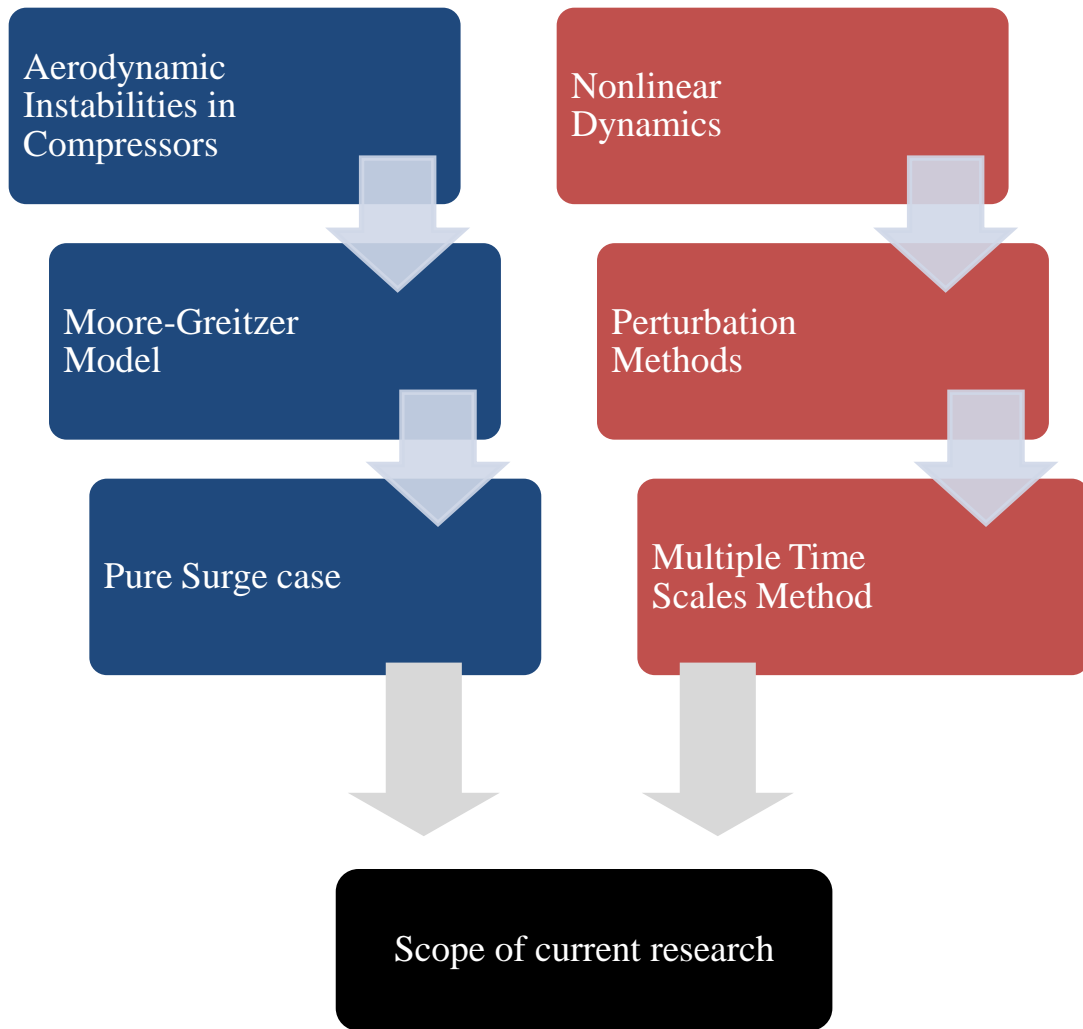 Aerodynamic
Instabilities in
Compressors
Moore-Greitzer
Model
Pure Surge case
Nonlinear
Dynamics
Perturbation
Methods
Multiple Time
Scales Method
Scope of current research